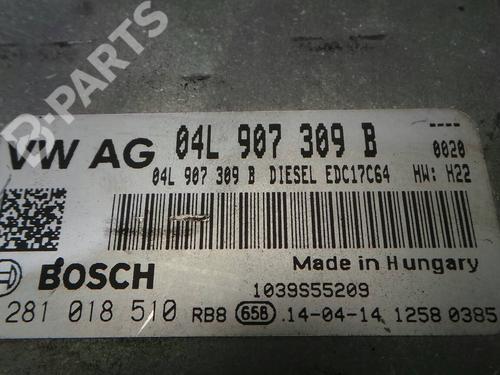 B-PARTS
VW AG 04L 907 309 B ----
04L 907 309 B DIESEL EDC17C64 0020
HW: H22
BOSCH Made in Hungary
1039S55209
281 018 510 RB8 656 .14-04-14 1258 0385